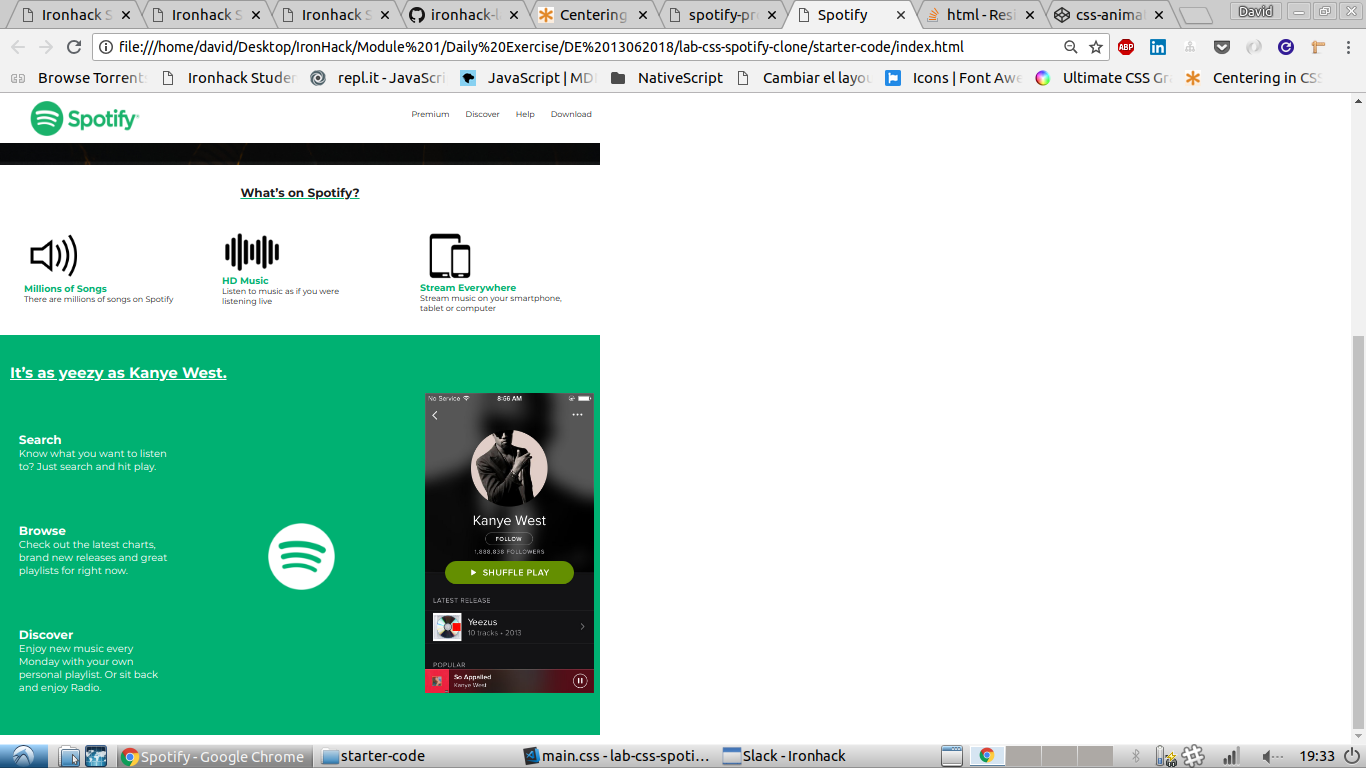 Ironhack S
Ironhack S
Ironhack S
ironhack-l
Centering
spotify-pr
Spotify
html - Resi
css-anima
David
file:///home/david/Desktop/IronHack/Module%201/Daily%20Exercise/DE%2013062018/lab-css-spotify-clone/starter-code/index.html
ABP
Browse Torrents
Ironhack Studen
repl.it - JavaScri
JavaScript | MD
NativeScript
Cambiar el layou
Icons | Font Awe
Ultimate CSS Gr
Centering in CSS
Spotify
Premium Discover Help Download
What's on Spotify?
Millions of Songs
There are millions of songs on Spotify
HD Music
Listen to music as if you were
listening live
Stream Everywhere
Stream music on your smartphone,
tablet or computer
It's as yeezy as Kanye West.
Search
Know what you want to listen
to? Just search and hit play.
Browse
Check out the latest charts,
brand new releases and great
playlists for right now.
Discover
Enjoy new music every
Monday with your own
personal playlist. Or sit back
and enjoy Radio.
No Service 8:56 AM
Kanye West
FOLLOW
1,888,838 FOLLOWERS
SHUFFLE PLAY
LATEST RELEASE
Yeezus
10 tracks • 2013
POPULAR
So Appalled
Kanye West
Spotify - Google Chrome
starter-code
main.css - lab-css-spoti...
Slack - Ironhack
19:33